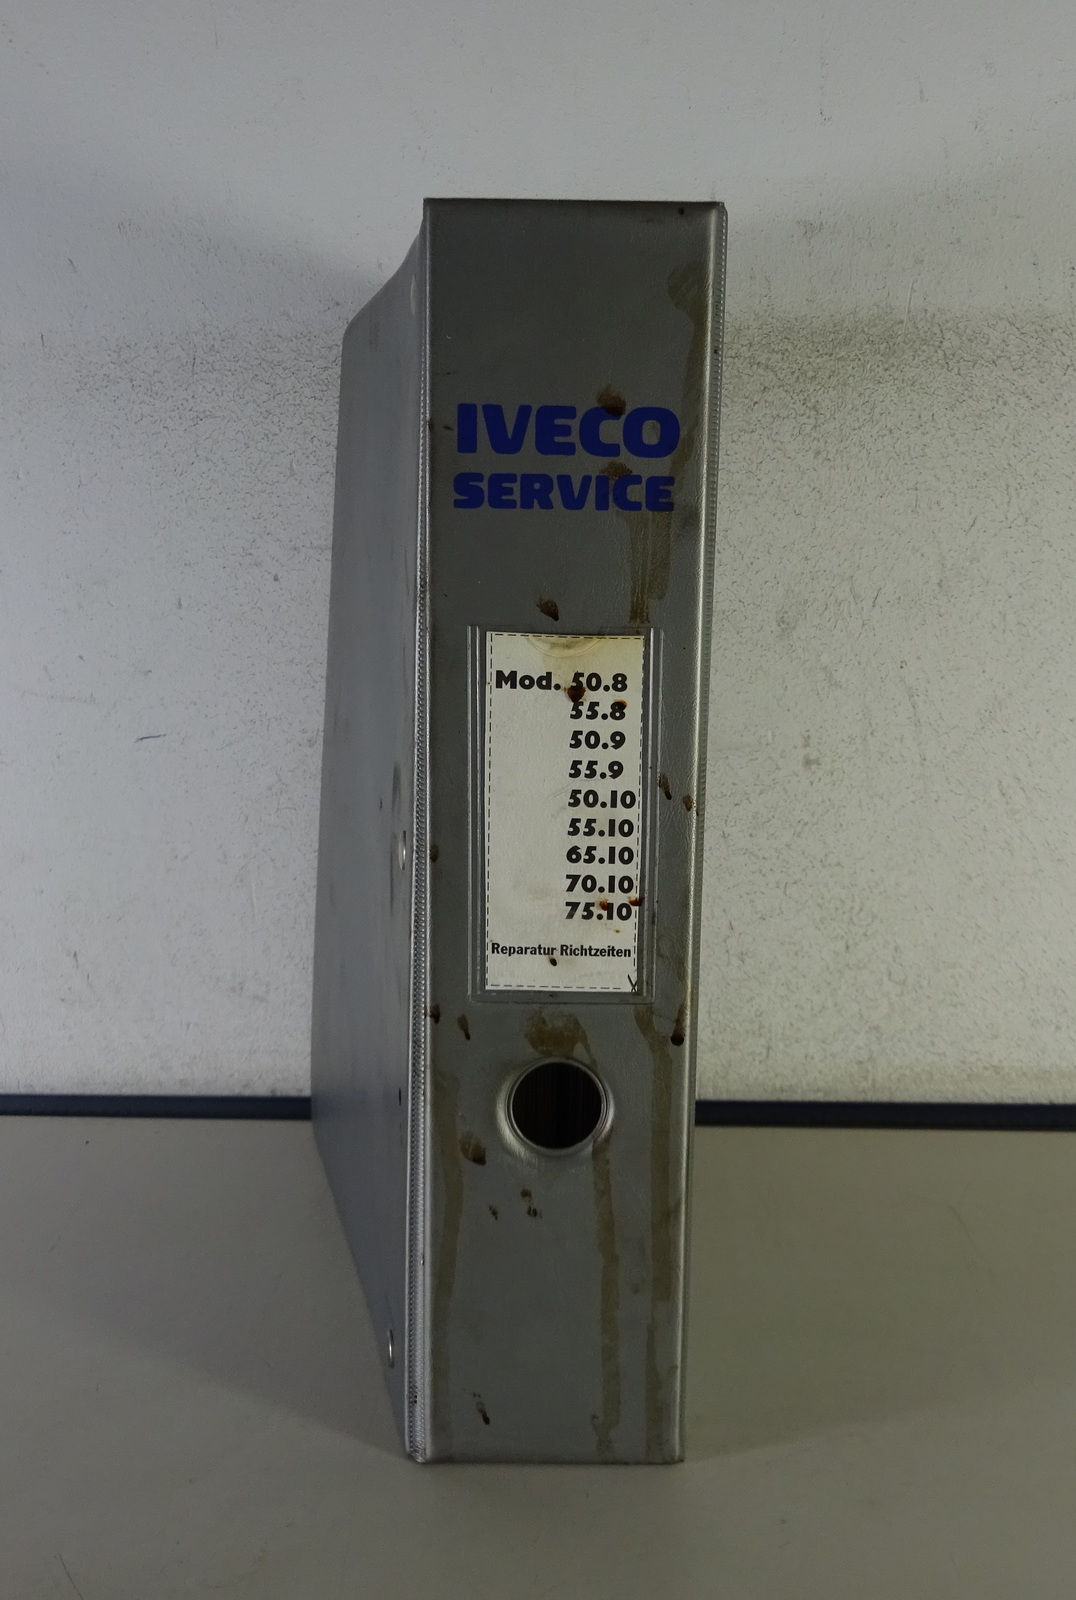 IVECO
SERVICE
Mod. 50.8
55.8
50.9
55.9
50.10
55.10
65.10
70.10
75.10
Reparatur Richtzeiten